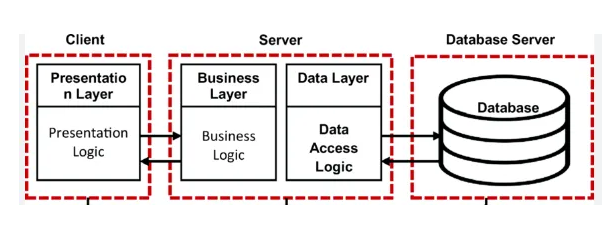 Client
Server
Database Server
Presentatio
n Layer
Business
Layer
Data Layer
Database
Presentation
Logic
Business
Logic
Data
Access
Logic